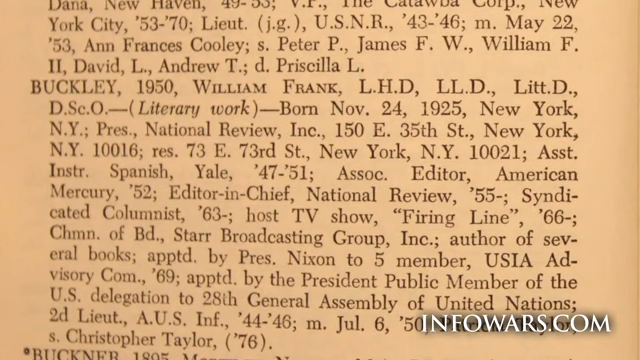 Dana, New Haven, '49-'53; V.P., The Catawba Corp., New
York City, '53-'70; Lieut. (j.g.), U.S.N.R., '43-'46; m. May 22,
'53, Ann Frances Cooley; s. Peter P., James F. W., William F.
II, David, L., Andrew T.; d. Priscilla L.
BUCKLEY, 1950, WILLIAM FRANK, L.H.D, LL.D., Litt.D.,
D.Sc.O.—(Literary work)—Born Nov. 24, 1925, New York,
N.Y.; Pres., National Review, Inc., 150 E. 35th St., New York,
N.Y. 10016; res. 73 E. 73rd St., New York, N.Y. 10021; Asst.
Instr. Spanish, Yale, '47-'51; Assoc. Editor, American
Mercury, '52; Editor-in-Chief, National Review, '55-; Syndi-
cated Columnist, '63-; host TV show, "Firing Line", '66-;
Chmn. of Bd., Starr Broadcasting Group, Inc.; author of sev-
eral books; apptd. by Pres. Nixon to 5 member, USIA Ad-
visory Com., '69; apptd. by the President Public Member of the
U.S. delegation to 28th General Assembly of United Nations;
2d Lieut., A.U.S. Inf., '44-'46; m. Jul. 6, '50,
s. Christopher Taylor, ('76).
INFOWARS.COM
*BUCKNER, 1895,